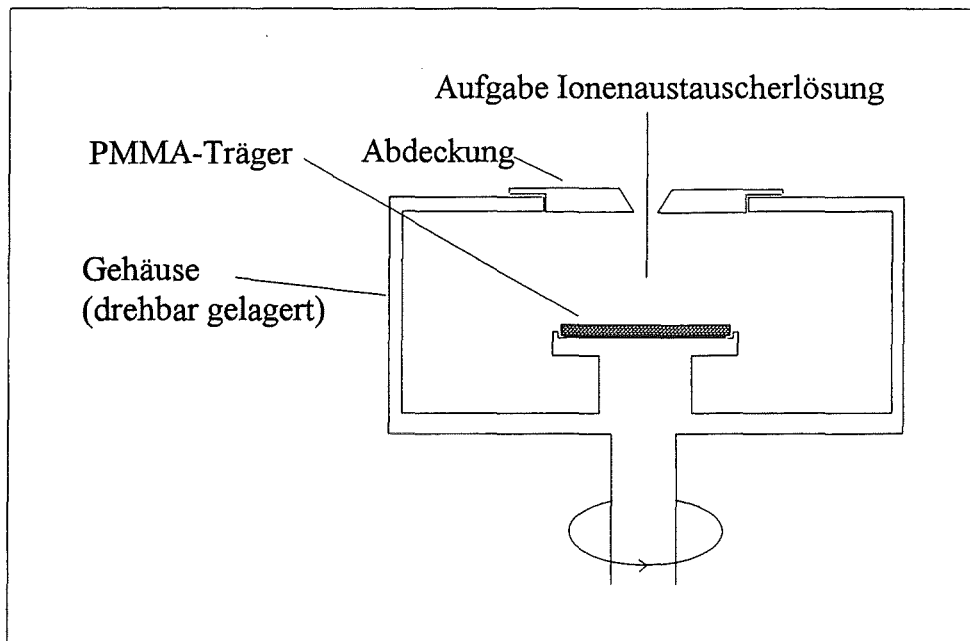 Aufgabe Ionenaustauscherlösung
PMMA-Träger
Abdeckung
Gehäuse
(drehbar gelagert)